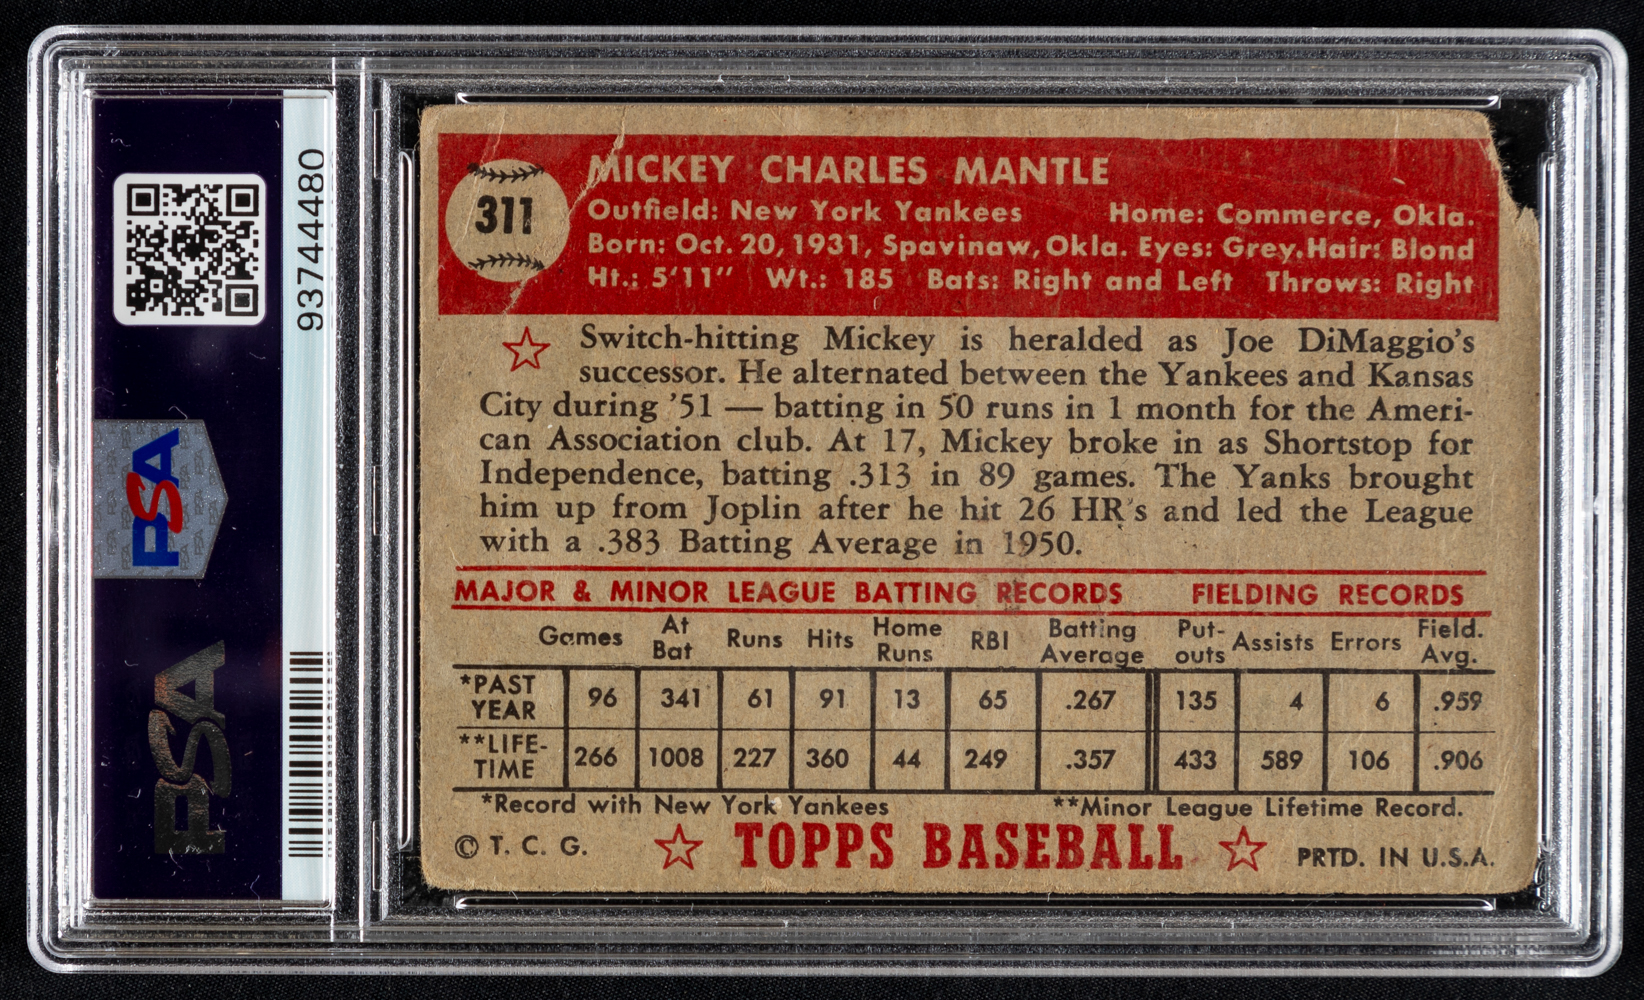 93744480
PSA
PSA
311
MICKEY CHARLES MANTLE
Outfield: New York Yankees Home: Commerce, Okla.
Born: Oct. 20, 1931, Spavinaw, Okla. Eyes: Grey. Hair: Blond
Ht.: 5'11" Wt.: 185 Bats: Right and Left Throws: Right
Switch-hitting Mickey is heralded as Joe DiMaggio's
successor. He alternated between the Yankees and Kansas
City during '51 — batting in 50 runs in 1 month for the Ameri-
can Association club. At 17, Mickey broke in as Shortstop for
Independence, batting .313 in 89 games. The Yanks brought
him up from Joplin after he hit 26 HR's and led the League
with a .383 Batting Average in 1950.
MAJOR & MINOR LEAGUE BATTING RECORDS FIELDING RECORDS
Games At Bat Runs Hits Home Runs RBI Batting Average Put-outs Assists Errors Field. Avg.
*PAST YEAR 96 341 61 91 13 65 .267 135 4 6 .959
**LIFE-TIME 266 1008 227 360 44 249 .357 433 589 106 .906
*Record with New York Yankees **Minor League Lifetime Record.
© T. C. G. TOPPS BASEBALL PRTD. IN U.S.A.